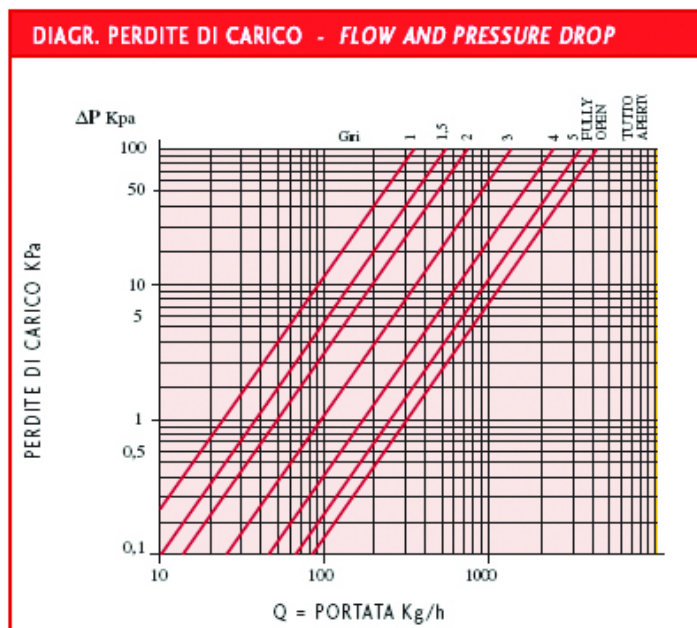 DIAGR. PERDITE DI CARICO - FLOW AND PRESSURE DROP
ΔP Kpa
Giri
1
1,5
2
3
4
5
FULLY
OPEN
TUTTO
APERTO
100
50
10
5
1
0,5
0,1
PERDITE DI CARICO KPa
10
100
1000
Q = PORTATA Kg/h